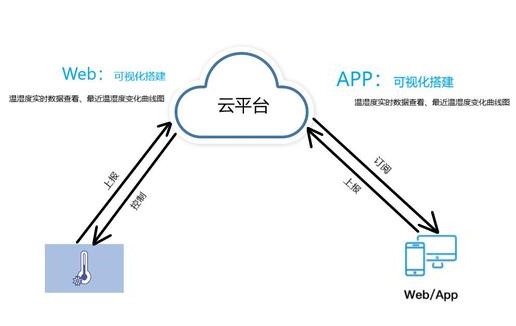 Web：可视化搭建
温湿度实时数据查看、最近温湿度变化曲线图
云平台
APP：可视化搭建
温湿度实时数据查看、最近温湿度变化曲线图
上报
控制
订阅
上报
Web/App